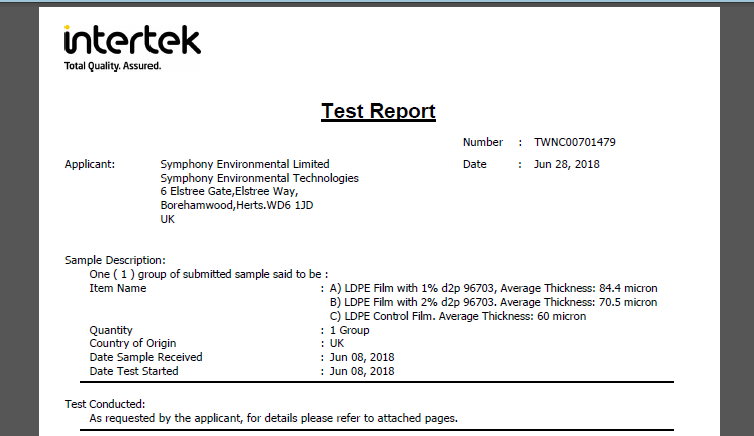 intertek
Total Quality. Assured.
Test Report
Number : TWNC00701479
Applicant: Symphony Environmental Limited Date : Jun 28, 2018
Symphony Environmental Technologies
6 Elstree Gate,Elstree Way,
Borehamwood,Herts.WD6 1JD
UK
Sample Description:
One ( 1 ) group of submitted sample said to be :
Item Name : A) LDPE Film with 1% d2p 96703, Average Thickness: 84.4 micron
B) LDPE Film with 2% d2p 96703. Average Thickness: 70.5 micron
C) LDPE Control Film. Average Thickness: 60 micron
Quantity : 1 Group
Country of Origin : UK
Date Sample Received : Jun 08, 2018
Date Test Started : Jun 08, 2018
Test Conducted:
As requested by the applicant, for details please refer to attached pages.